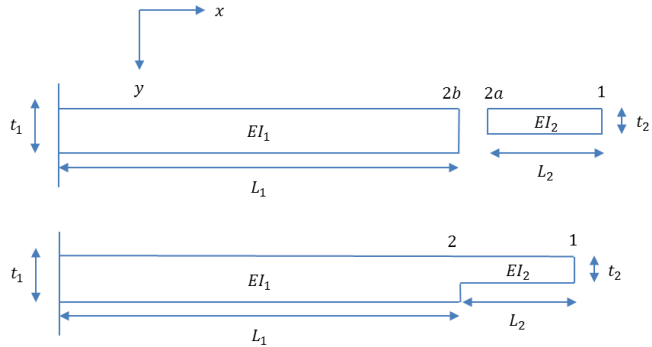 x
y
2b 2a 1
t₁ EI₁ EI₂ t₂
L₁ L₂
2 1
t₁ EI₁ EI₂ t₂
L₁ L₂